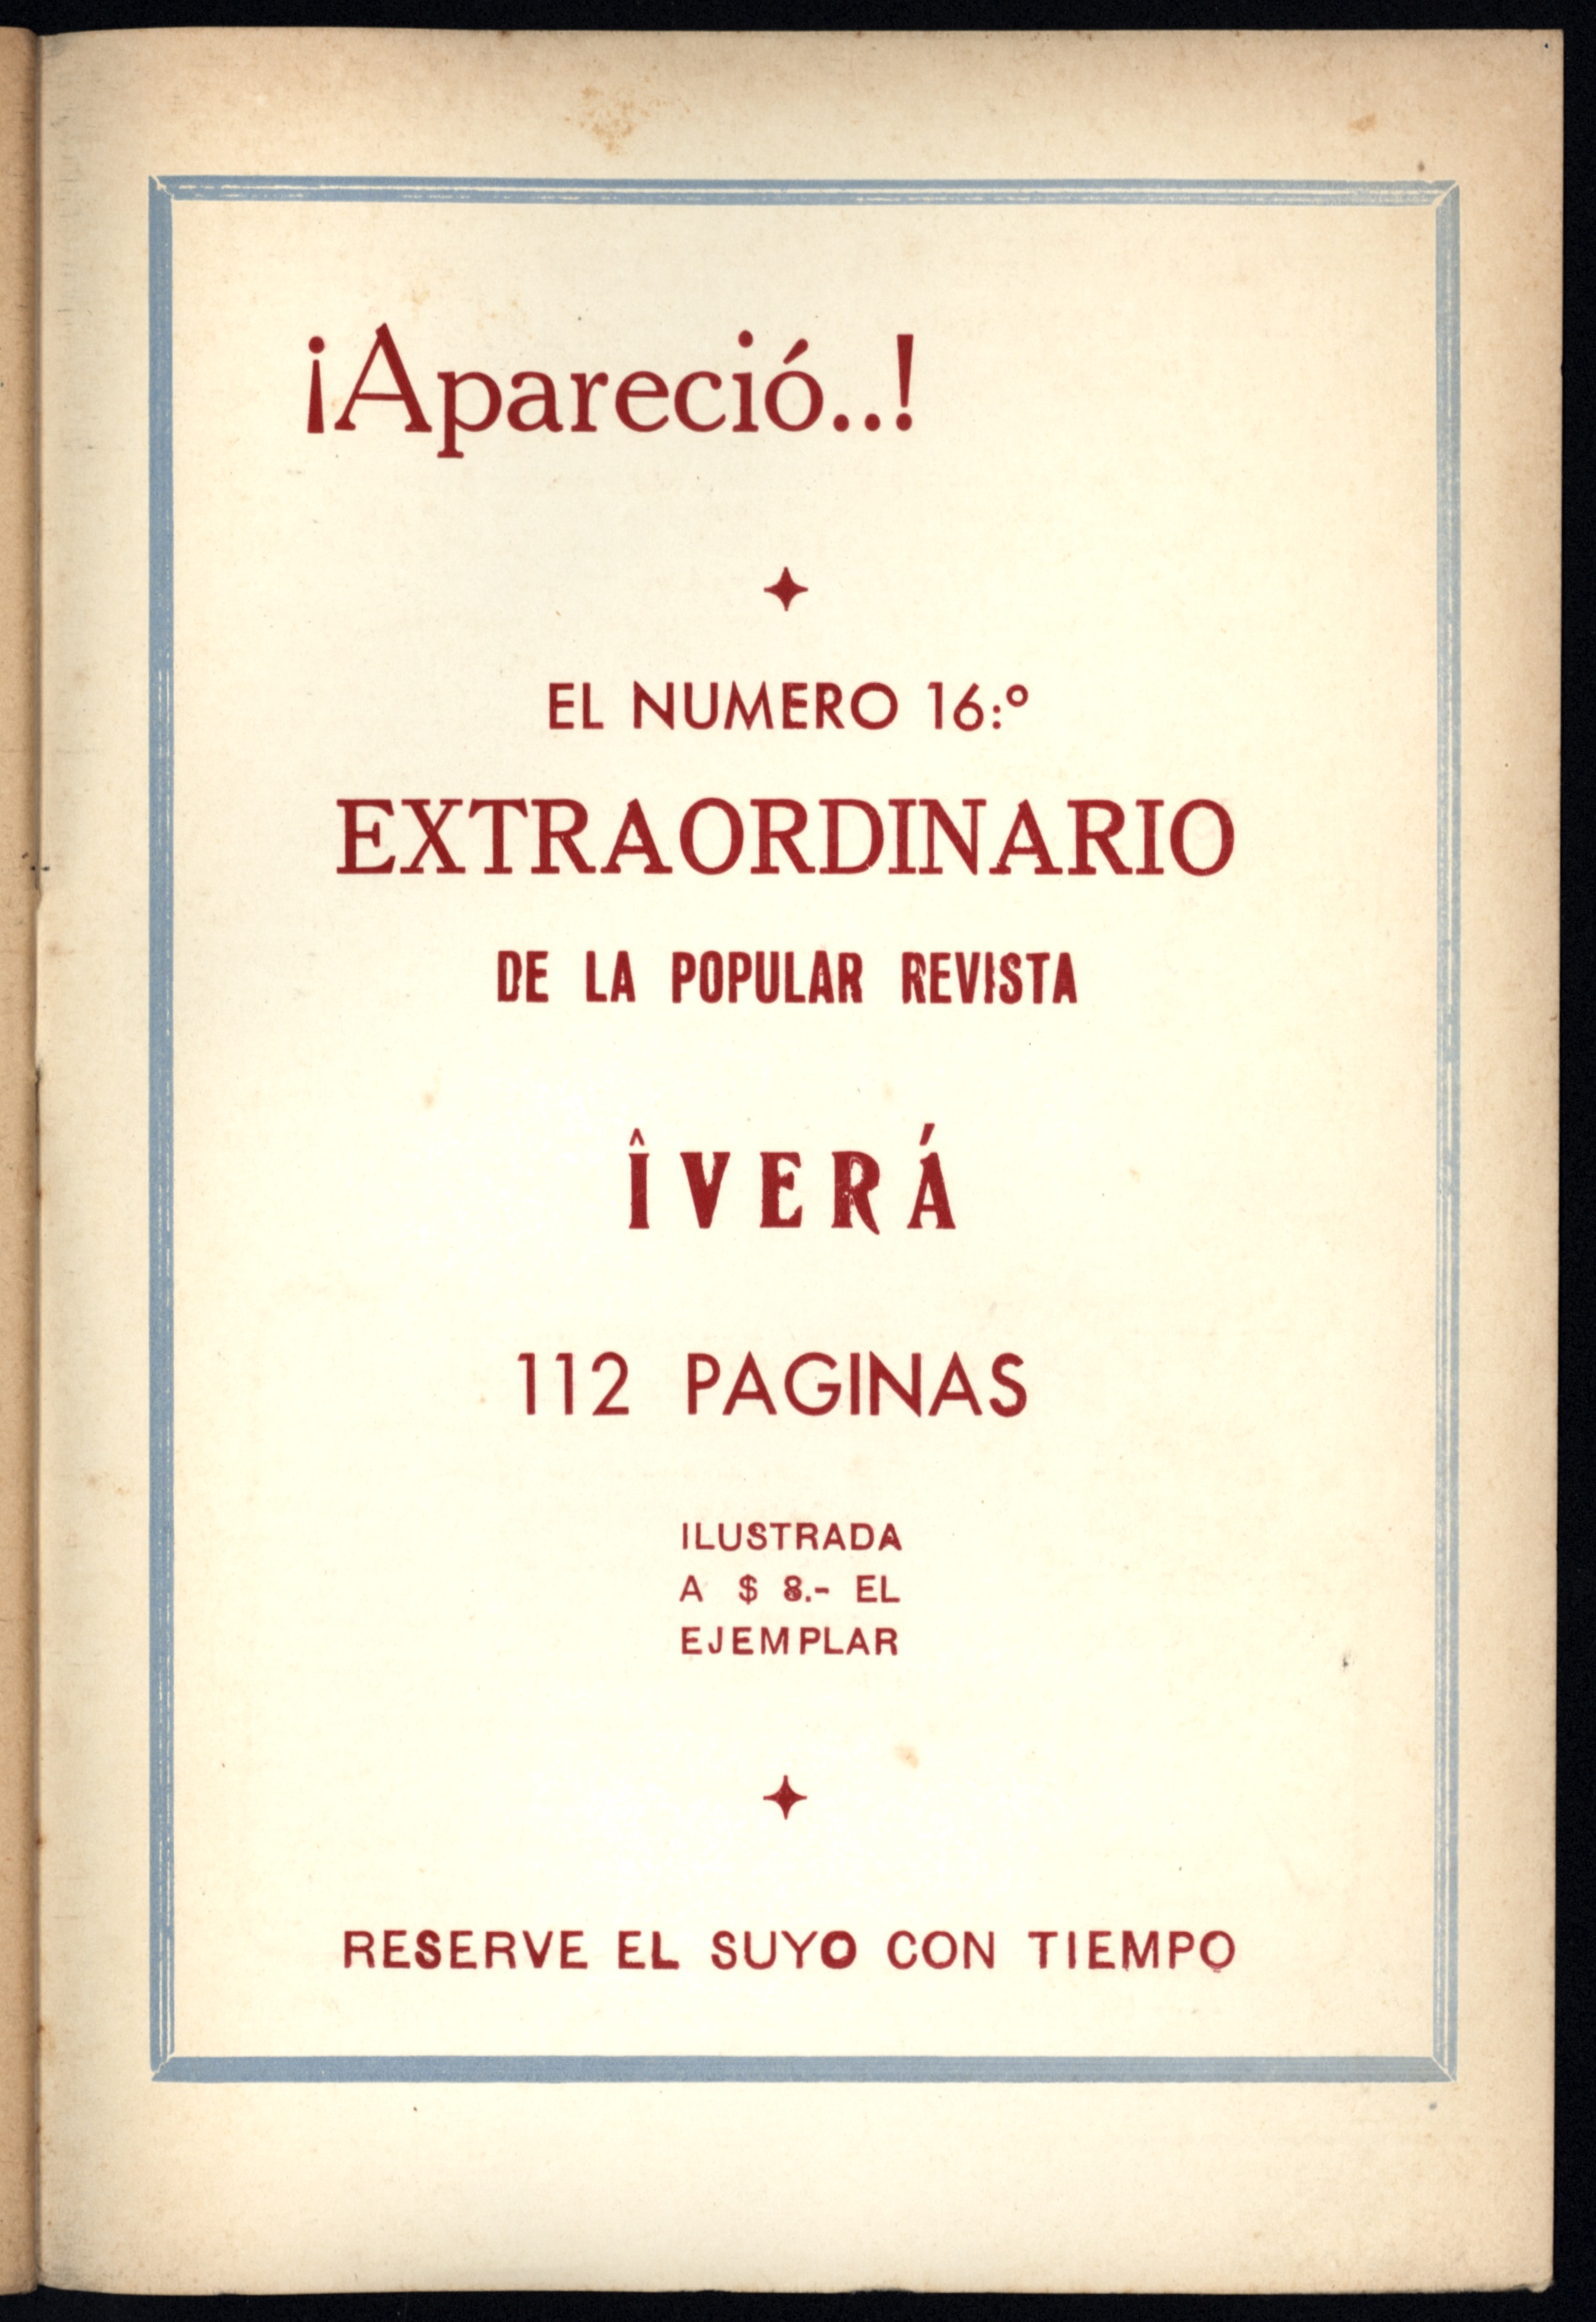 ¡Apareció..!
EL NUMERO 16:º
EXTRAORDINARIO
DE LA POPULAR REVISTA
ÎVERÁ
112 PAGINAS
ILUSTRADA
A $ 8.- EL
EJEMPLAR
RESERVE EL SUYO CON TIEMPO